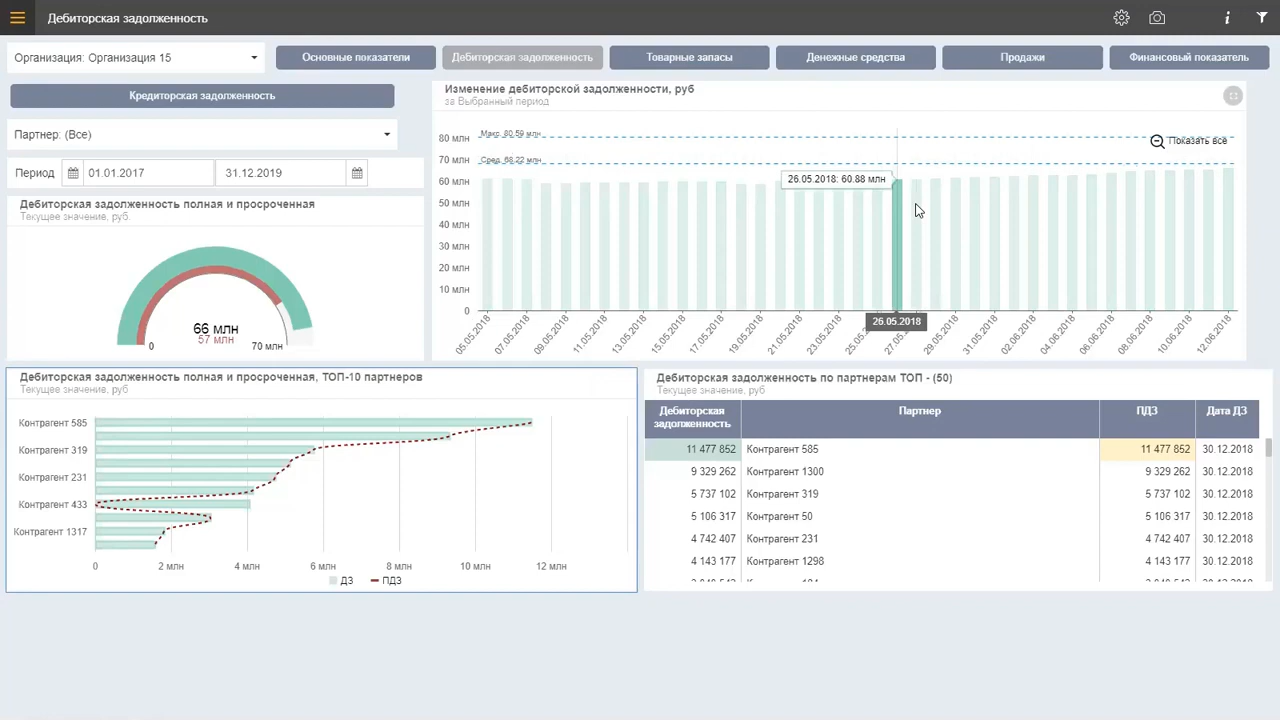 Дебиторская задолженность
i
Организация: Организация 15
Основные показатели
Дебиторская задолженность
Товарные запасы
Денежные средства
Продажи
Финансовый показатель
Кредиторская задолженность
Партнер: (Все)
Период
01.01.2017
31.12.2019
Дебиторская задолженность полная и просроченная
Текущее значение, руб.
66 млн
57 млн
0
70 млн
Изменение дебиторской задолженности, руб
за Выбранный период
80 млн
70 млн
60 млн
50 млн
40 млн
30 млн
20 млн
10 млн
0
Макс. 80.59 млн
Сред. 68.22 млн
Показать все
26.05.2018: 60.88 млн
05.05.2018
07.05.2018
09.05.2018
11.05.2018
13.05.2018
15.05.2018
17.05.2018
19.05.2018
21.05.2018
23.05.2018
26.05.2018
29.05.2018
31.05.2018
02.06.2018
04.06.2018
06.06.2018
08.06.2018
10.06.2018
12.06.2018
Дебиторская задолженность полная и просроченная, ТОП-10 партнеров
Текущее значение, руб
Контрагент 585
Контрагент 319
Контрагент 231
Контрагент 433
Контрагент 1317
0 2 млн 4 млн 6 млн 8 млн 10 млн 12 млн
ДЗ ПДЗ
Дебиторская задолженность по партнерам ТОП - (50)
Текущее значение, руб
Дебиторская задолженность Партнер ПДЗ Дата ДЗ
11 477 852 Контрагент 585 11 477 852 30.12.2018
9 329 262 Контрагент 1300 9 329 262 30.12.2018
5 737 102 Контрагент 319 5 737 102 30.12.2018
5 106 317 Контрагент 50 5 106 317 30.12.2018
4 742 407 Контрагент 231 4 742 407 30.12.2018
4 143 177 Контрагент 1298 4 143 177 30.12.2018